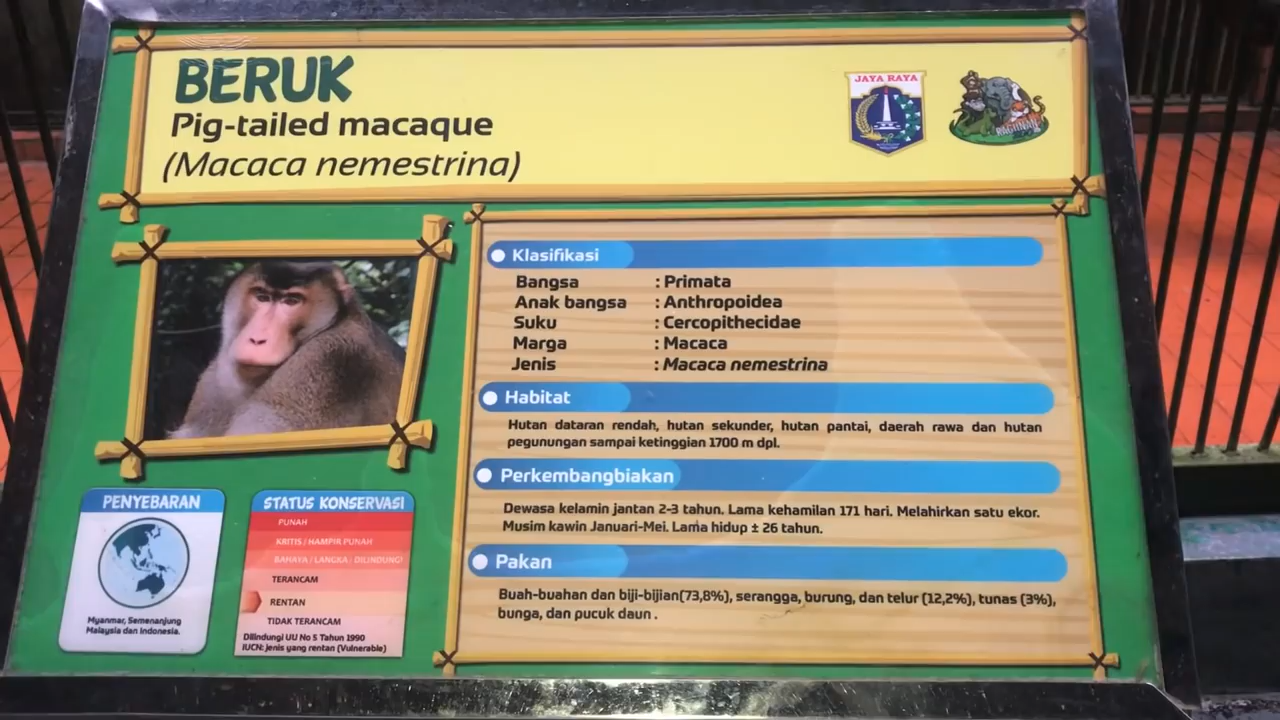 BERUK
Pig-tailed macaque
(Macaca nemestrina)
JAYA RAYA
RAGUNAN
Klasifikasi
Bangsa : Primata
Anak bangsa : Anthropoidea
Suku : Cercopithecidae
Marga : Macaca
Jenis : Macaca nemestrina
Habitat
Hutan dataran rendah, hutan sekunder, hutan pantai, daerah rawa dan hutan
pegunungan sampai ketinggian 1700 m dpl.
Perkembangbiakan
Dewasa kelamin jantan 2-3 tahun. Lama kehamilan 171 hari. Melahirkan satu ekor.
Musim kawin Januari-Mei. Lama hidup ± 26 tahun.
Pakan
Buah-buahan dan biji-bijian(73,8%), serangga, burung, dan telur (12,2%), tunas (3%),
bunga, dan pucuk daun .
PENYEBARAN
Myanmar, Semenanjung
Malaysia dan Indonesia.
STATUS KONSERVASI
PUNAH
KRITIS / HAMPIR PUNAH
BAHAYA / LANGKA / DILINDUNGI
TERANCAM
RENTAN
TIDAK TERANCAM
Dilindungi UU No 5 Tahun 1990
IUCN: jenis yang rentan (Vulnerable)